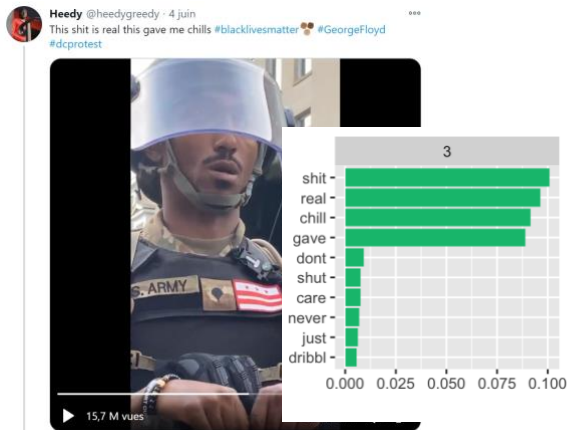 Heedy @heedygreedy · 4 juin
This shit is real this gave me chills #blacklivesmatter #GeorgeFloyd
#dcprotest
S. ARMY
15,7 M vues
3
shit
real
chill
gave
dont
shut
care
never
just
dribbl
0.000 0.025 0.050 0.075 0.100